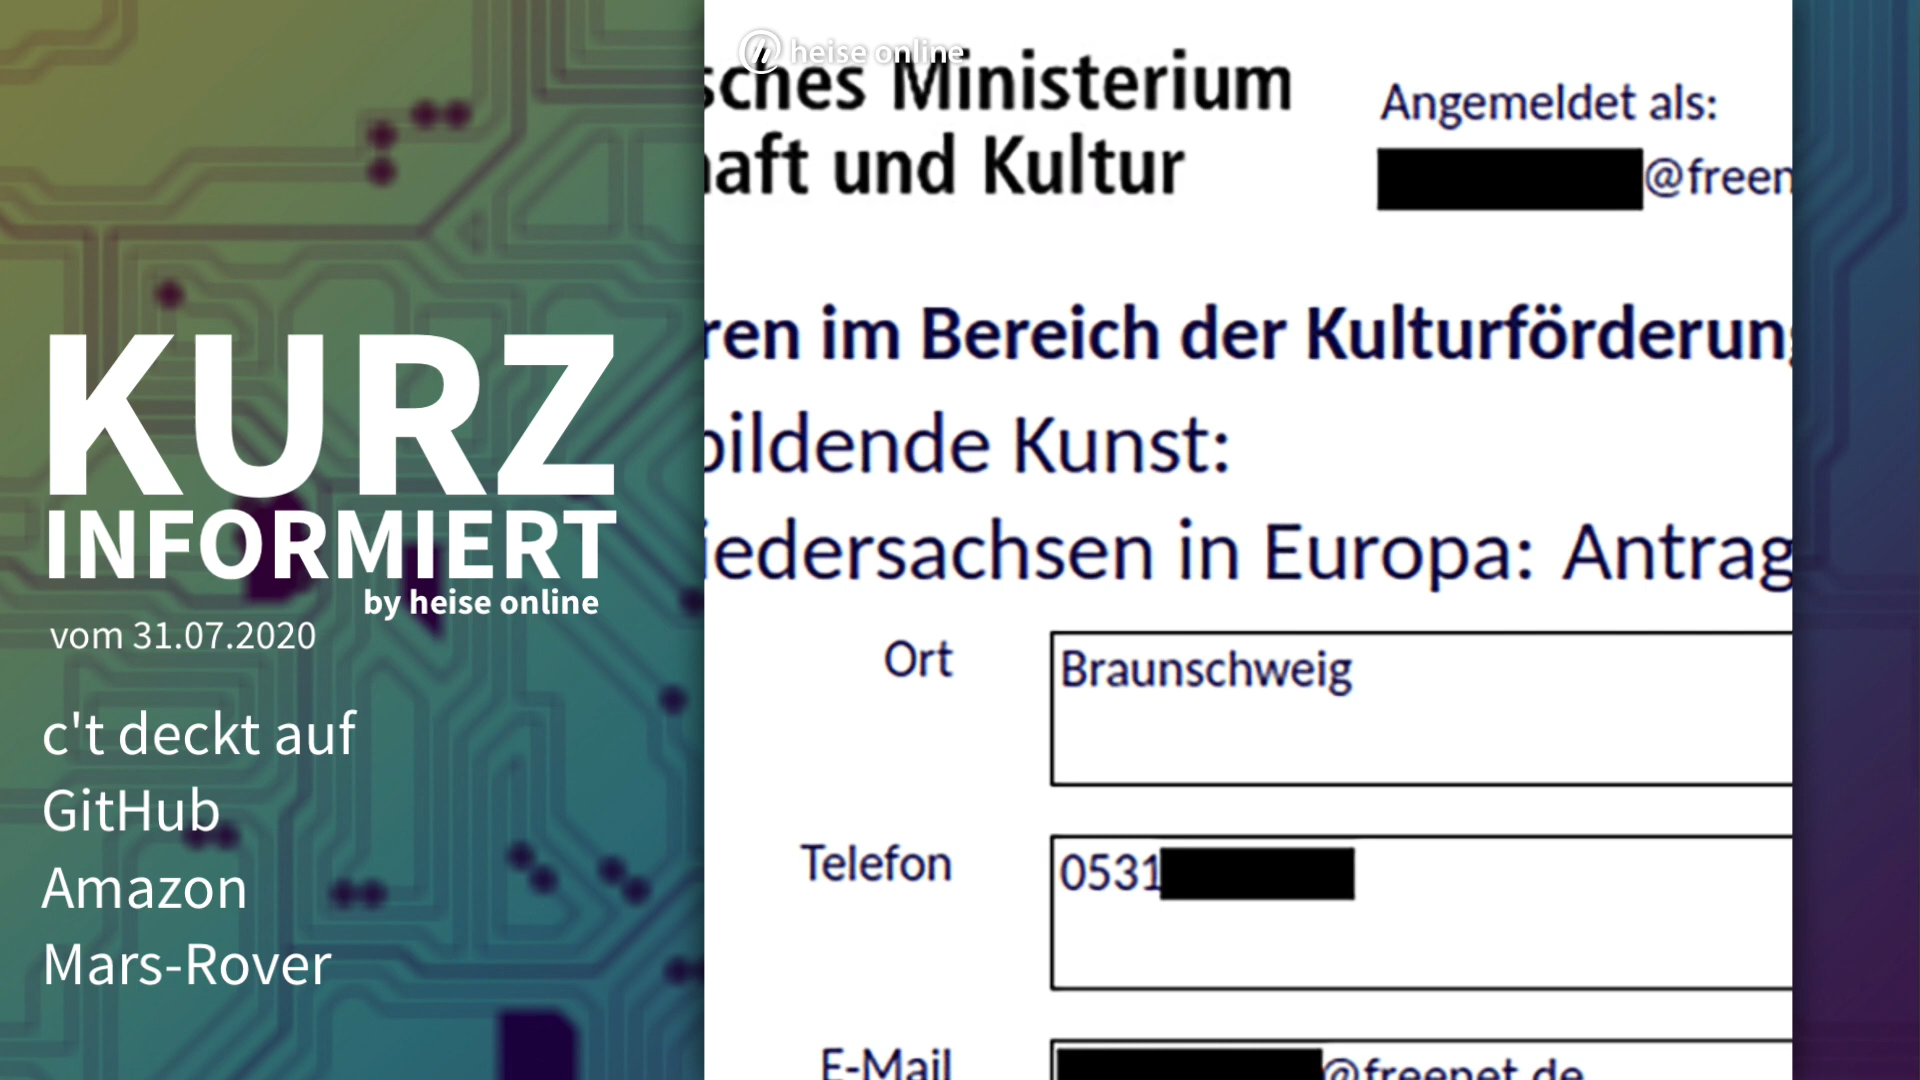 KURZ
INFORMIERT
by heise online
vom 31.07.2020
c't deckt auf
GitHub
Amazon
Mars-Rover
heise online
sches Ministerium
haft und Kultur
Angemeldet als:
@freen
ren im Bereich der Kulturförderung
bildende Kunst:
iedersachsen in Europa: Antrag
Ort
Braunschweig
Telefon
0531
E-Mail
@freenet.de